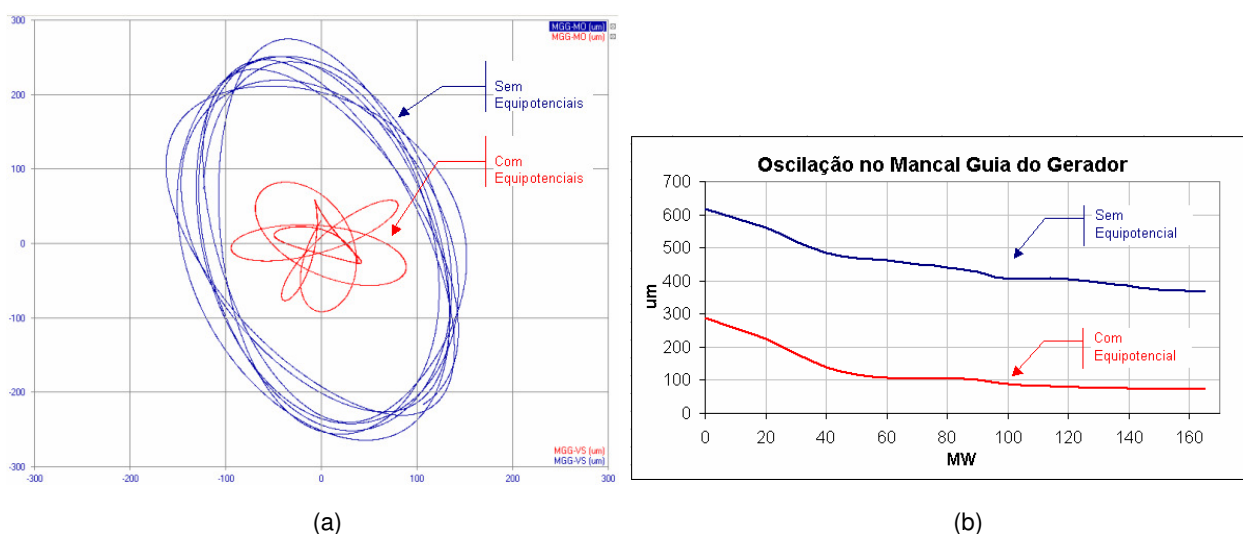 300
200
100
0
-100
-200
-300
-300
-200
-100
0
100
200
300
MGG-MO (um)
MGG-MO (um)
Sem
Equipotenciais
Com
Equipotenciais
MGG-VS (um)
MGG-VS (um)
(a)
Oscilação no Mancal Guia do Gerador
700
600
500
400
300
200
100
0
um
0 20 40 60 80 100 120 140 160
MW
Sem
Equipotencial
Com
Equipotencial
(b)